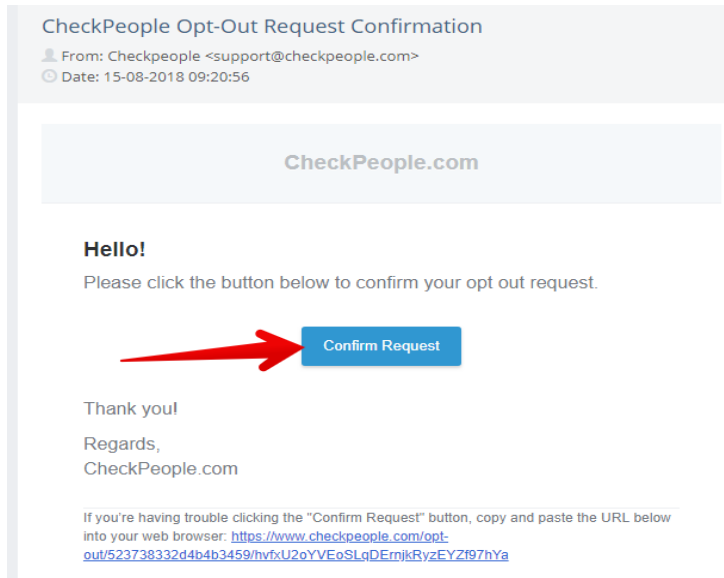 CheckPeople Opt-Out Request Confirmation
From: Checkpeople <support@checkpeople.com>
Date: 15-08-2018 09:20:56
CheckPeople.com
Hello!
Please click the button below to confirm your opt out request.
Confirm Request
Thank you!
Regards,
CheckPeople.com
If you're having trouble clicking the "Confirm Request" button, copy and paste the URL below
into your web browser: https://www.checkpeople.com/opt-
out/523738332d4b4b3459/hvfxU2oYVEoSLqDErnjkRyzEYZf97hYa